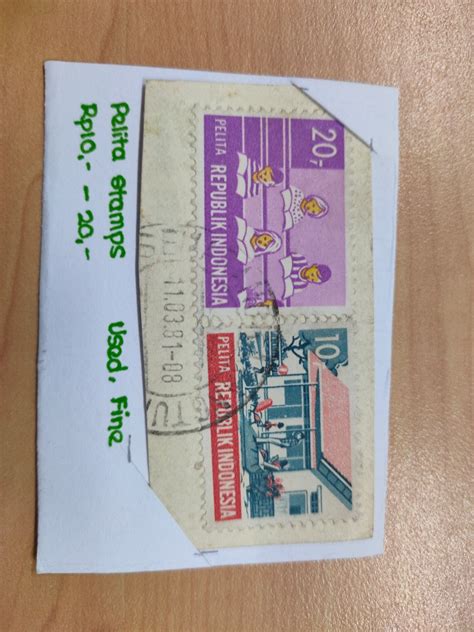 Pelita Stamps Used, Fine
Rp10,- — 20,-
20,-
PELITA REPUBLIK INDONESIA
10,-
PELITA REPUBLIK INDONESIA
11.03.81-08